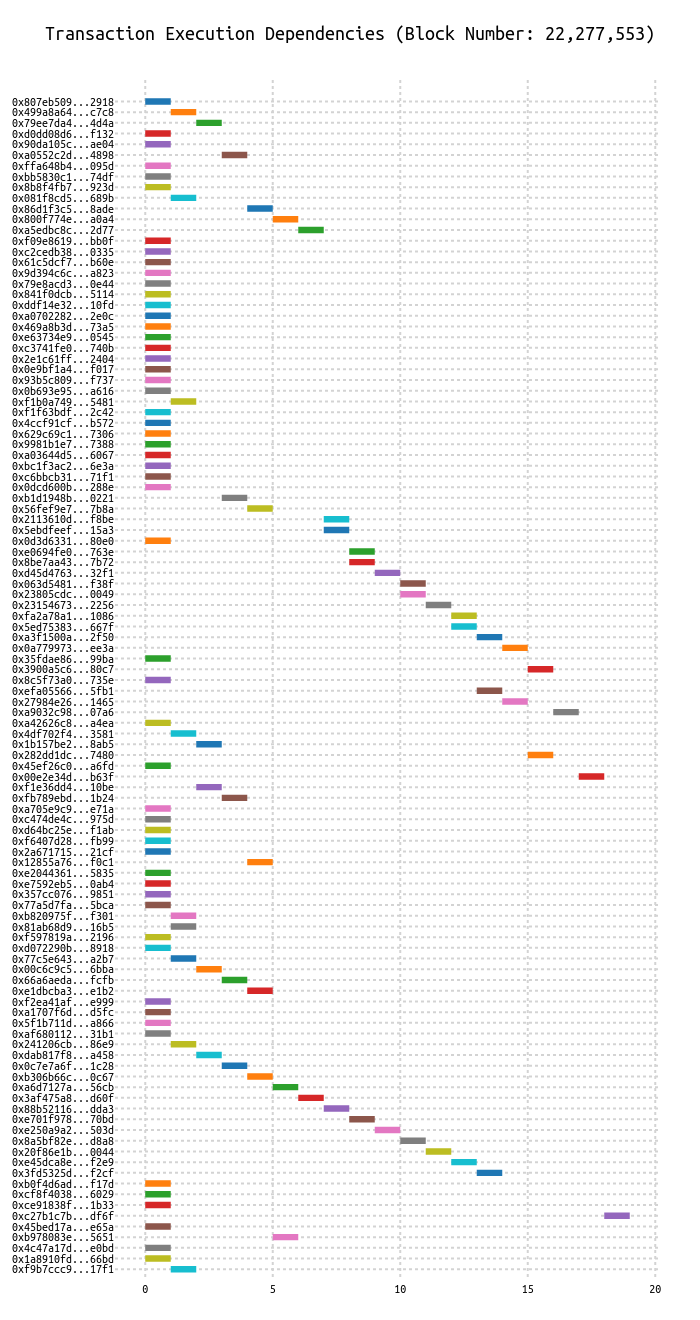 Transaction Execution Dependencies (Block Number: 22,277,553)
0x807eb509...2918
0x499a8a64...c7c8
0x79ee7da4...4d4a
0xd0dd08d6...f132
0x90da105c...ae04
0xa0552c2d...4898
0xffa648b4...095d
0xbb5830c1...74df
0x8b8f4fb7...923d
0x081f8cd5...689b
0x86d1f3c5...8ade
0x800f774e...a0a4
0xa5edbc8c...2d77
0xf09e8619...bb0f
0xc2cedb38...0335
0x61c5dcf7...b60e
0x9d394c6c...a823
0x79e8acd3...0e44
0x841f0dcb...5114
0xddf14e32...10fd
0xa0702282...2e0c
0x469a8b3d...73a5
0xe63734e9...0545
0xc3741fe0...740b
0x2e1c61ff...2404
0x0e9bf1a4...f017
0x93b5c809...f737
0x0b693e95...a616
0xf1b0a749...5481
0xf1f63bdf...2c42
0x4ccf91cf...b572
0x629c69c1...7306
0x9981b1e7...7388
0xa03644d5...6067
0xbc1f3ac2...6e3a
0xc6bbcb31...71f1
0x0dcd600b...288e
0xb1d1948b...0221
0x56fef9e7...7b8a
0x2113610d...f8be
0x5ebdfeef...15a3
0x0d3d6331...80e0
0xe0694fe0...763e
0x8be7aa43...7b72
0xd45d4763...32f1
0x063d5481...f38f
0x23805cdc...0049
0x23154673...2256
0xfa2a78a1...1086
0x5ed75383...667f
0xa3f1500a...2f50
0x0a779973...ee3a
0x35fdae86...99ba
0x3900a5c6...80c7
0x8c5f73a0...735e
0xefa05566...5fb1
0x27984e26...1465
0xa9032c98...07a6
0xa42626c8...a4ea
0x4df702f4...3581
0x1b157be2...8ab5
0x282dd1dc...7480
0x45ef26c0...a6fd
0x00e2e34d...b63f
0xf1e36dd4...10be
0xfb789ebd...1b24
0xa705e9c9...e71a
0xc474de4c...975d
0xd64bc25e...f1ab
0xf6407d28...fb99
0x2a671715...21cf
0x12855a76...f0c1
0xe2044361...5835
0xe7592eb5...0ab4
0x357cc076...9851
0x77a5d7fa...5bca
0xb820975f...f301
0x81ab68d9...16b5
0xf597819a...2196
0xd072290b...8918
0x77c5e643...a2b7
0x00c6c9c5...6bba
0x66a6aeda...fcfb
0xe1dbcba3...e1b2
0xf2ea41af...e999
0xa1707f6d...d5fc
0x5f1b711d...a866
0xaf680112...31b1
0x241206cb...86e9
0xdab817f8...a458
0x0c7e7a6f...1c28
0xb306b66c...0c67
0xa6d7127a...56cb
0x3af475a8...d60f
0x88b52116...dda3
0xe701f978...70bd
0xe250a9a2...503d
0x8a5bf82e...d8a8
0x20f86e1b...0044
0xe45dca8e...f2e9
0x3fd5325d...f2cf
0xb0f4d6ad...f17d
0xcf8f4038...6029
0xce91838f...1b33
0xc27b1c7b...df6f
0x45bed17a...e65a
0xb978083e...5651
0x4c47a17d...e0bd
0x1a8910fd...66bd
0xf9b7ccc9...17f1
0 5 10 15 20